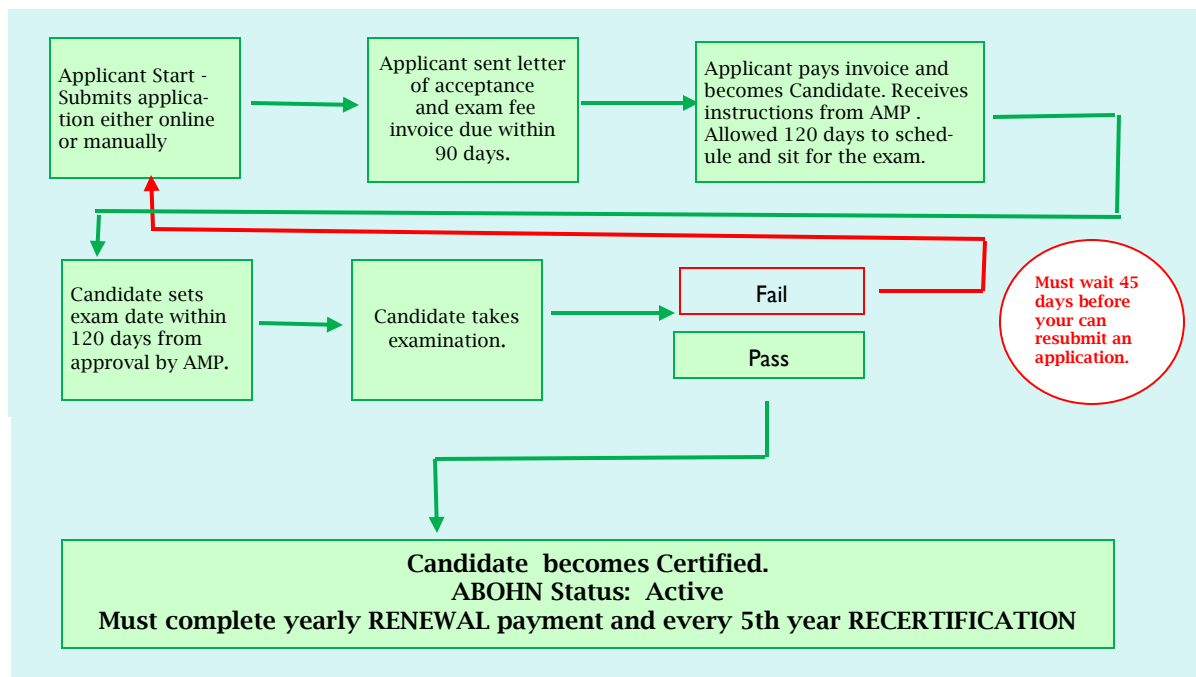 Applicant Start -
Submits applica-
tion either online
or manually
Applicant sent letter
of acceptance
and exam fee
invoice due within
90 days.
Applicant pays invoice and
becomes Candidate. Receives
instructions from AMP .
Allowed 120 days to sched-
ule and sit for the exam.
Candidate sets
exam date within
120 days from
approval by AMP.
Candidate takes
examination.
Fail
Pass
Must wait 45
days before
your can
resubmit an
application.
Candidate becomes Certified.
ABOHN Status: Active
Must complete yearly RENEWAL payment and every 5th year RECERTIFICATION